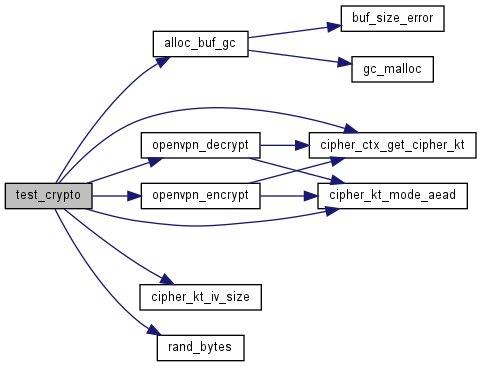 buf_size_error
alloc_buf_gc
gc_malloc
openvpn_decrypt
cipher_ctx_get_cipher_kt
test_crypto
openvpn_encrypt
cipher_kt_mode_aead
cipher_kt_iv_size
rand_bytes